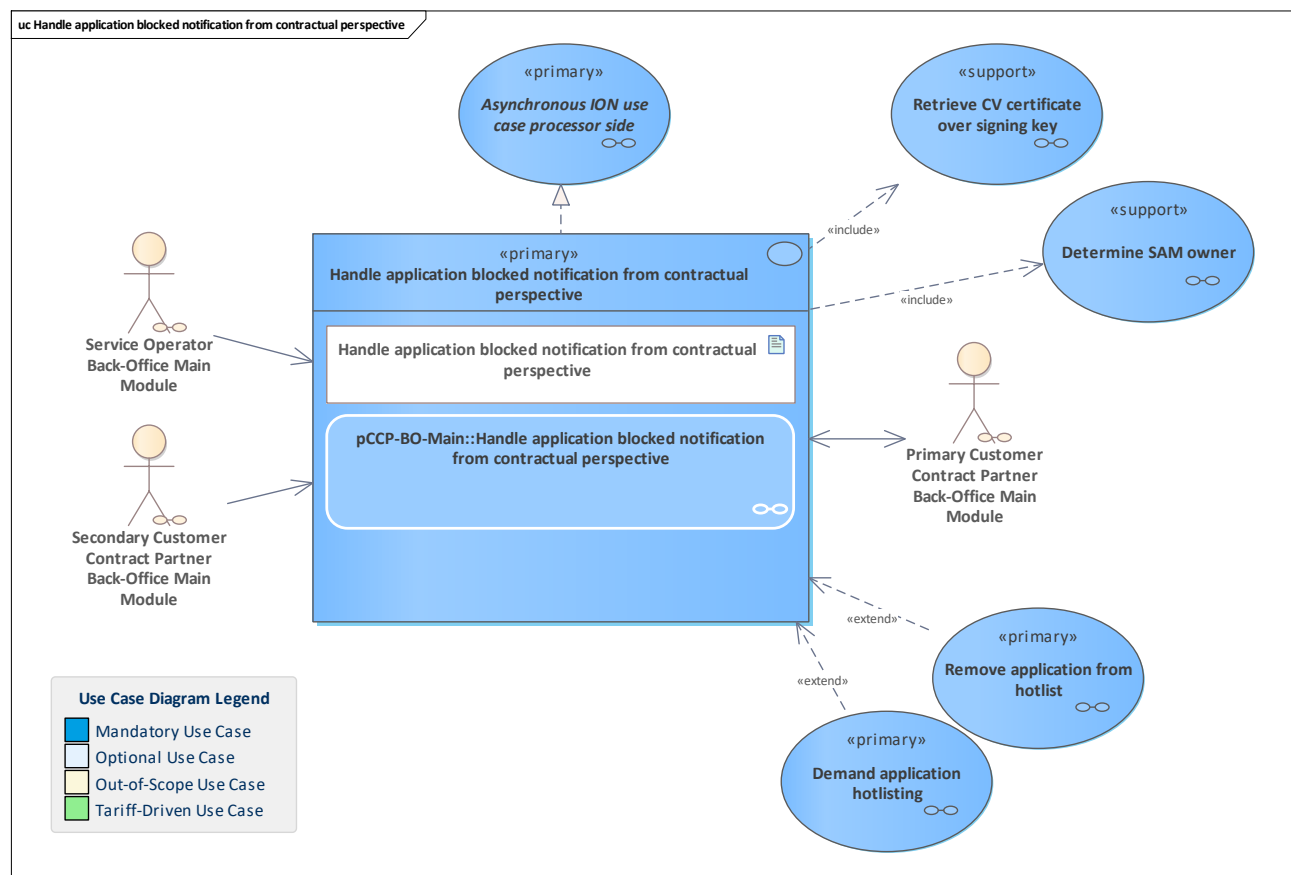 uc Handle application blocked notification from contractual perspective
«primary»
Asynchronous ION use
case processor side
«support»
Retrieve CV certificate
over signing key
«support»
Determine SAM owner
«include»
«include»
«primary»
Handle application blocked notification from contractual
perspective
Handle application blocked notification from contractual
perspective
pCCP-BO-Main::Handle application blocked notification
from contractual perspective
Service Operator
Back-Office Main
Module
Secondary Customer
Contract Partner
Back-Office Main
Module
Primary Customer
Contract Partner
Back-Office Main
Module
«extend»
«extend»
«primary»
Remove application from
hotlist
«primary»
Demand application
hotlisting
Use Case Diagram Legend
Mandatory Use Case
Optional Use Case
Out-of-Scope Use Case
Tariff-Driven Use Case